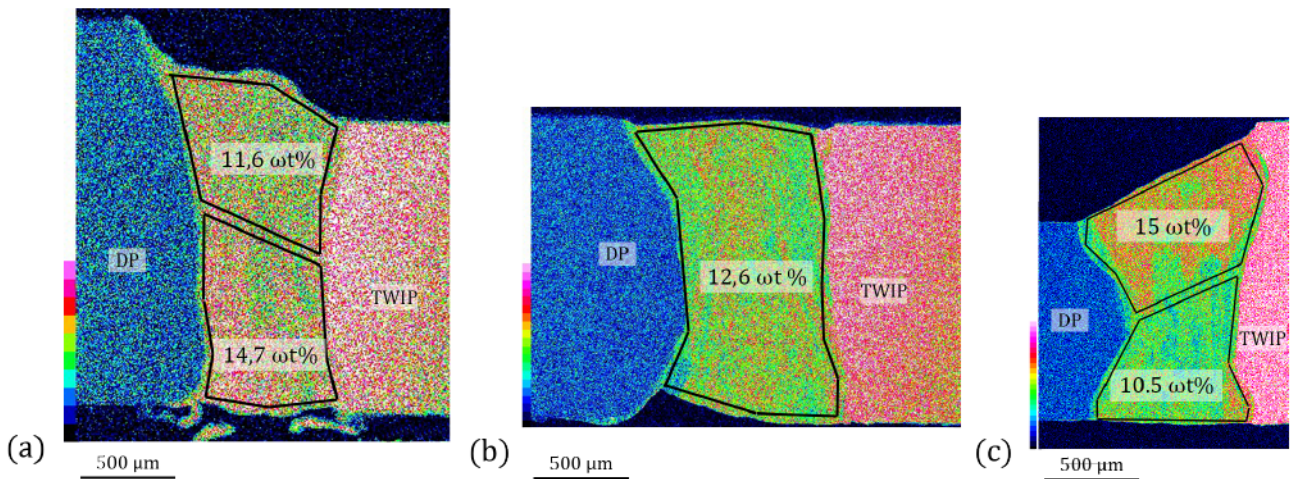 11,6 ωt%
DP
TWIP
14,7 ωt%
(a)
500 µm
DP
12,6 ωt %
TWIP
(b)
500 µm
15 ωt%
DP
TWIP
10.5 ωt%
(c)
500 µm